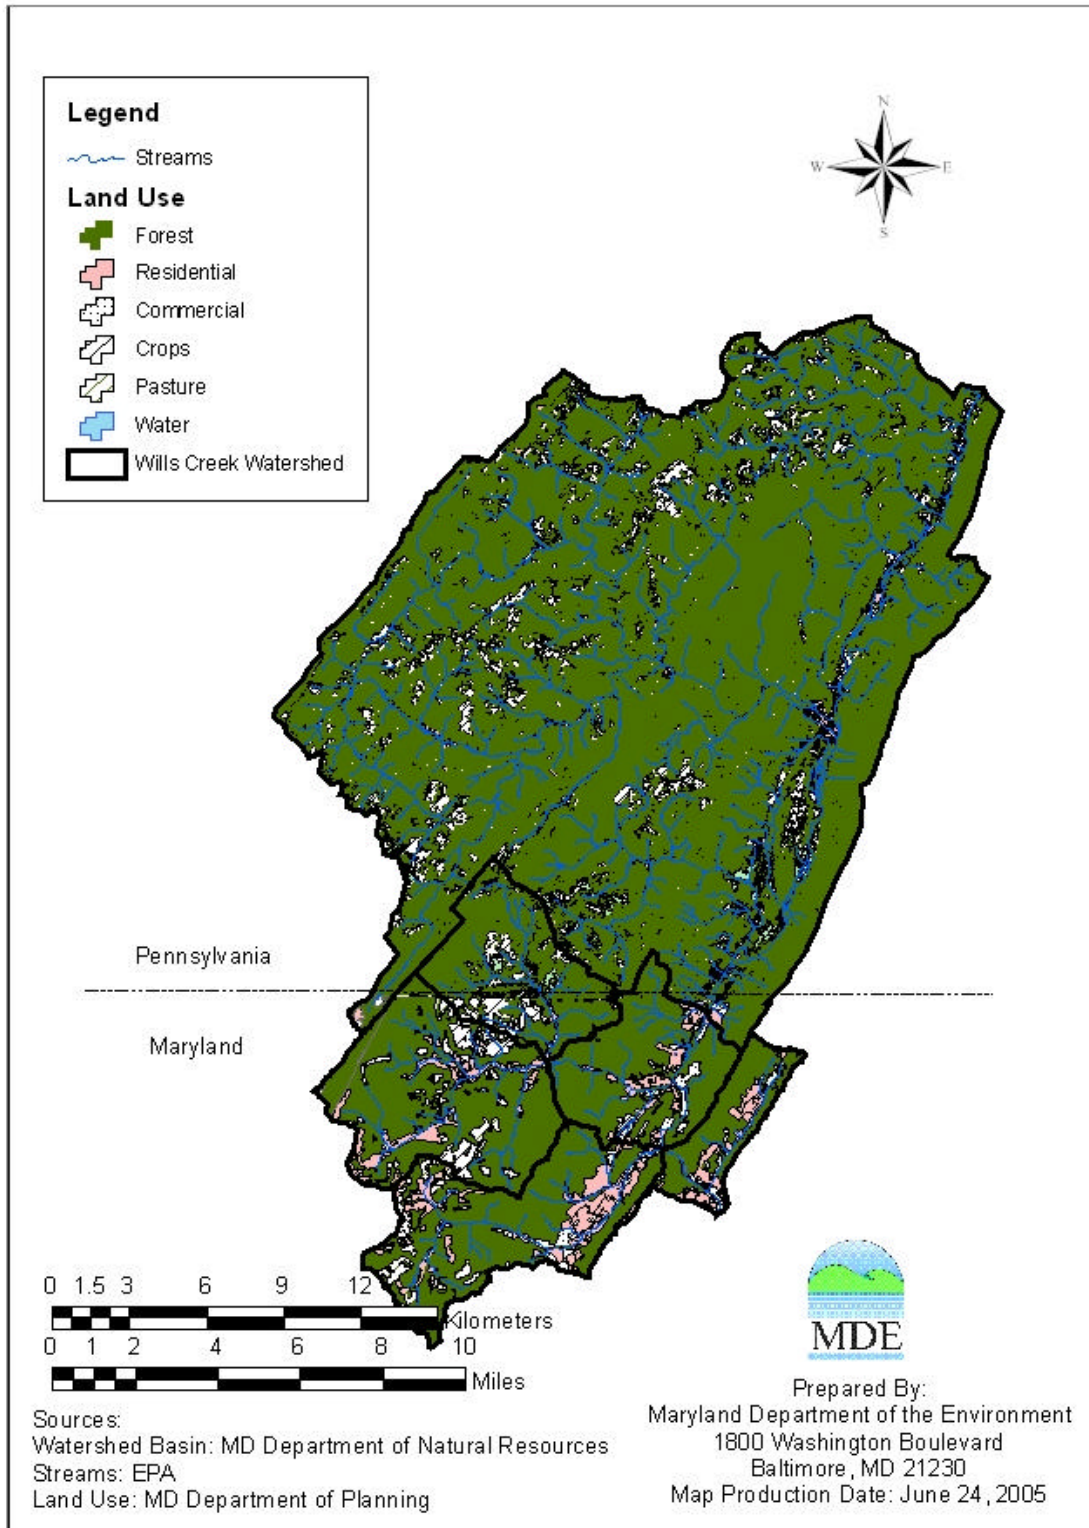 Legend
Streams
Land Use
Forest
Residential
Commercial
Crops
Pasture
Water
Wills Creek Watershed
N
W E
S
Pennsylvania
Maryland
0 1.5 3 6 9 12
Kilometers
0 1 2 4 6 8 10
Miles
Sources:
Watershed Basin: MD Department of Natural Resources
Streams: EPA
Land Use: MD Department of Planning
MDE
Prepared By:
Maryland Department of the Environment
1800 Washington Boulevard
Baltimore, MD 21230
Map Production Date: June 24, 2005